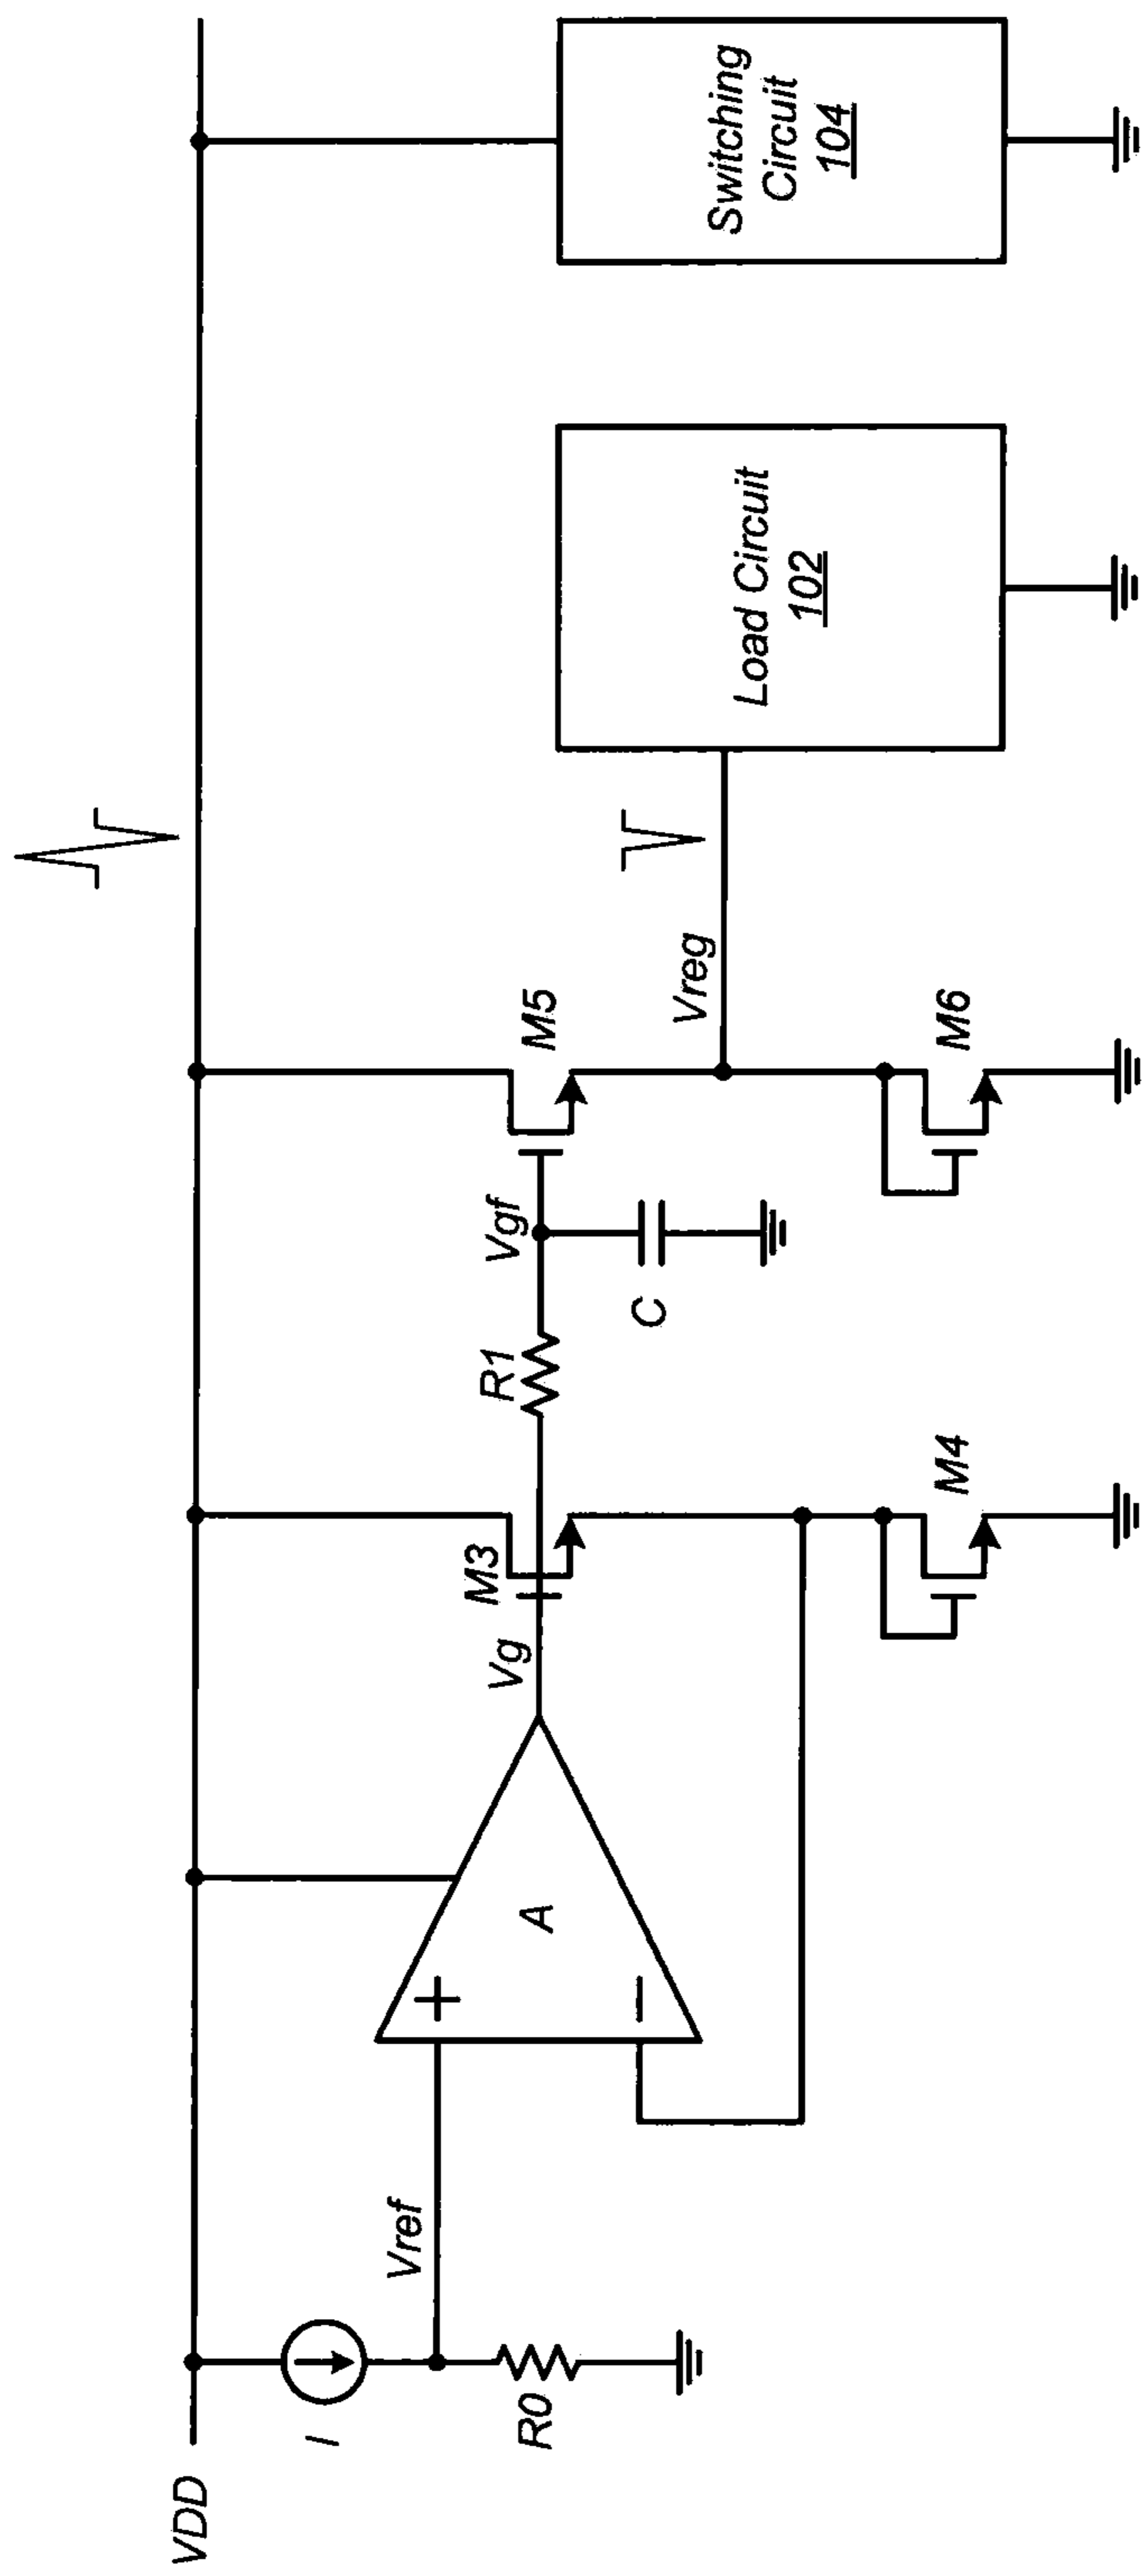 VDD
I
R0
Vref
+
−
A
Vg
M3
M4
R1
C
Vgf
M5
M6
Vreg
Load Circuit
102
Switching
Circuit
104